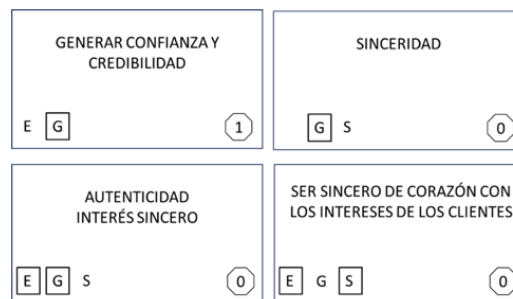 GENERAR CONFIANZA Y
CREDIBILIDAD
E G
1
SINCERIDAD
G S
0
AUTENTICIDAD
INTERÉS SINCERO
E G S
0
SER SINCERO DE CORAZÓN CON
LOS INTERESES DE LOS CLIENTES
E G S
0